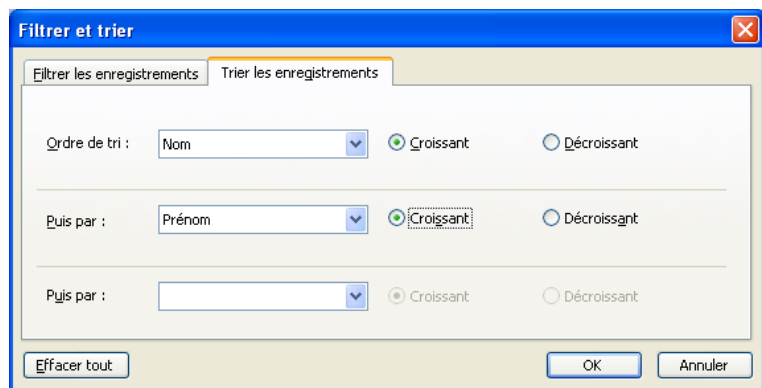 Filtrer et trier
Filtrer les enregistrements Trier les enregistrements
Ordre de tri : Nom Croissant Décroissant
Puis par : Prénom Croissant Décroissant
Puis par : Croissant Décroissant
Effacer tout OK Annuler